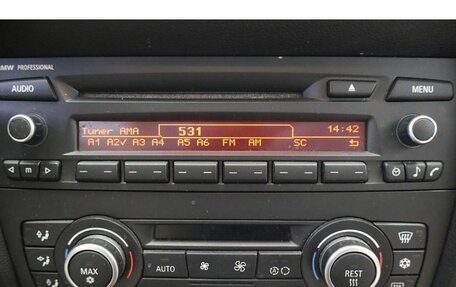 BMW PROFESSIONAL
AUDIO
MENU
Tuner AMA 531 14:42
A1 A2✓ A3 A4 A5 A6 FM AM SC
m
MAX
AUTO
REST